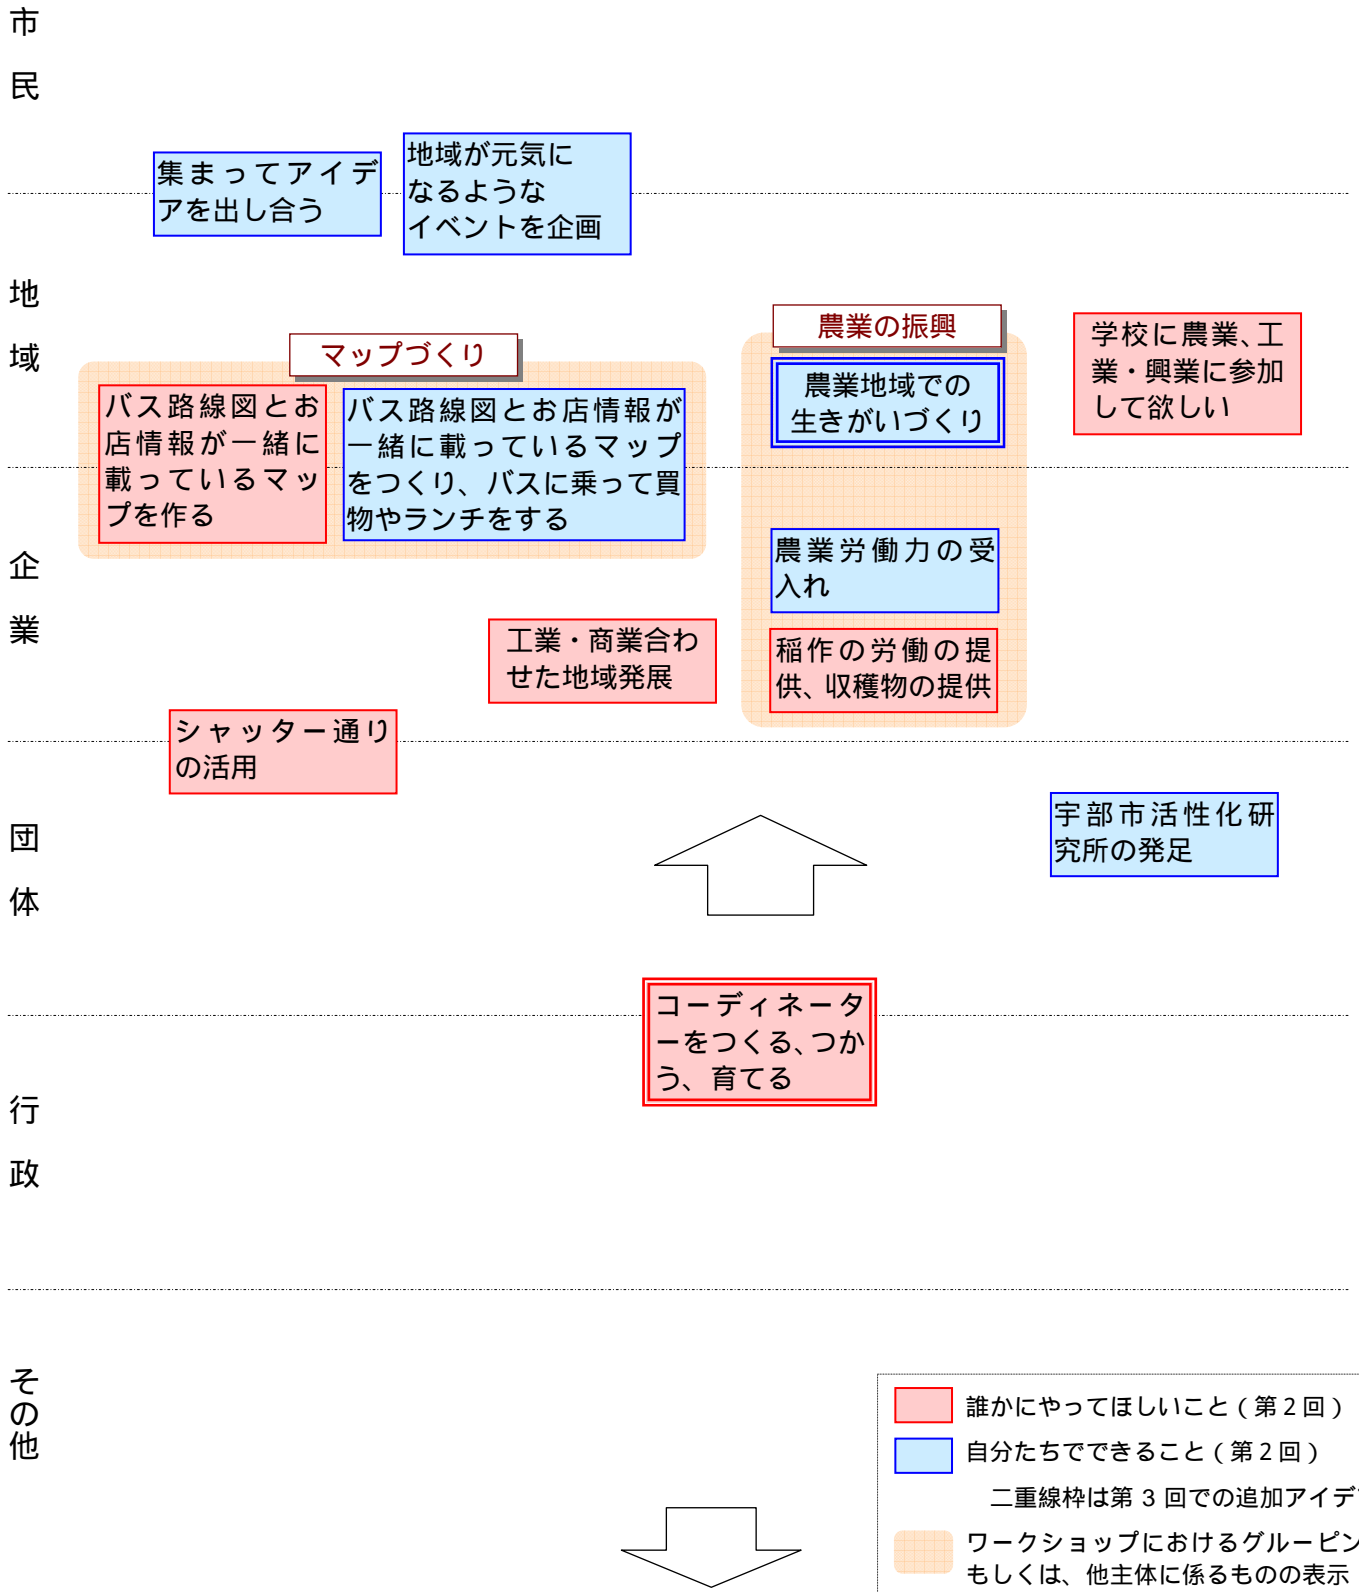 市
民
集まってアイデ
アを出し合う
地域が元気に
なるような
イベントを企画
地
域
マップづくり
バス路線図とお
店情報が一緒に
載っているマッ
プを作る
バス路線図とお店情報が
一緒に載っているマップ
をつくり、バスに乗って買
物やランチをする
農業の振興
農業地域での
生きがいづくり
学校に農業、工
業・興業に参加
して欲しい
企
業
農業労働力の受
入れ
工業・商業合わ
せた地域発展
稲作の労働の提
供、収穫物の提供
シャッター通り
の活用
団
体
宇部市活性化研
究所の発足
コーディネータ
ーをつくる、つか
う、育てる
行
政
その他
誰かにやってほしいこと（第２回）
自分たちでできること（第２回）
二重線枠は第３回での追加アイデ
ワークショップにおけるグルーピン
もしくは、他主体に係るものの表示